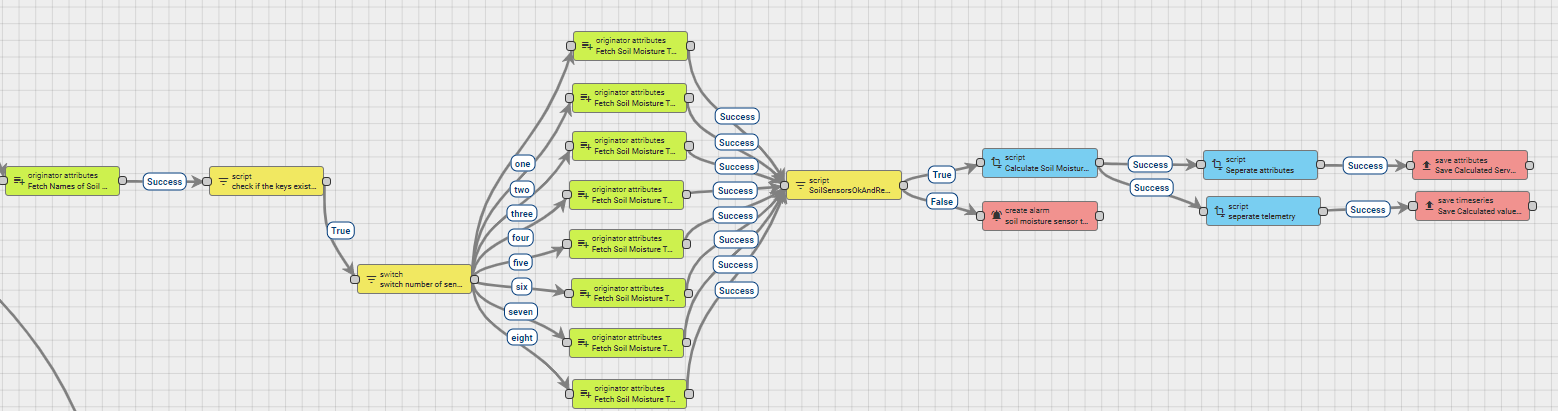 originator attributes
Fetch Names of Soil ...
Success
script
check if the keys exist...
True
switch
switch number of sen...
one
two
three
four
five
six
seven
eight
originator attributes
Fetch Soil Moisture T...
originator attributes
Fetch Soil Moisture T...
originator attributes
Fetch Soil Moisture T...
originator attributes
Fetch Soil Moisture T...
originator attributes
Fetch Soil Moisture T...
originator attributes
Fetch Soil Moisture T...
originator attributes
Fetch Soil Moisture T...
originator attributes
Fetch Soil Moisture T...
Success
Success
Success
Success
Success
Success
Success
Success
script
SoilSensorsOkAndRe...
True
False
script
Calculate Soil Moistur...
create alarm
soil moisture sensor t...
Success
Success
script
Seperate attributes
script
seperate telemetry
Success
Success
save attributes
Save Calculated Serv...
save timeseries
Save Calculated value...